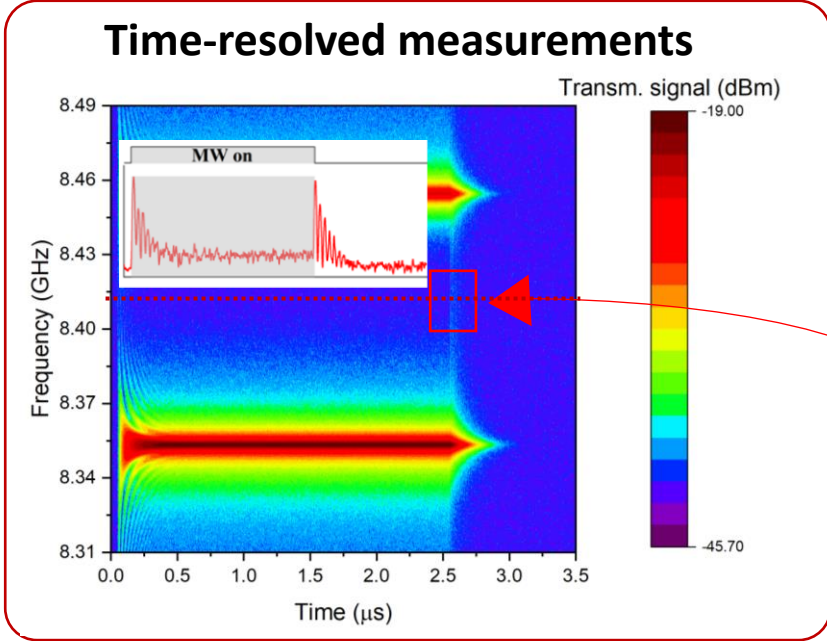 Time-resolved measurements
Transm. signal (dBm)
8.49
8.46
8.43
8.40
8.37
8.34
8.31
Frequency (GHz)
MW on
0.0 0.5 1.0 1.5 2.0 2.5 3.0 3.5
Time (μs)
-19.00
-45.70